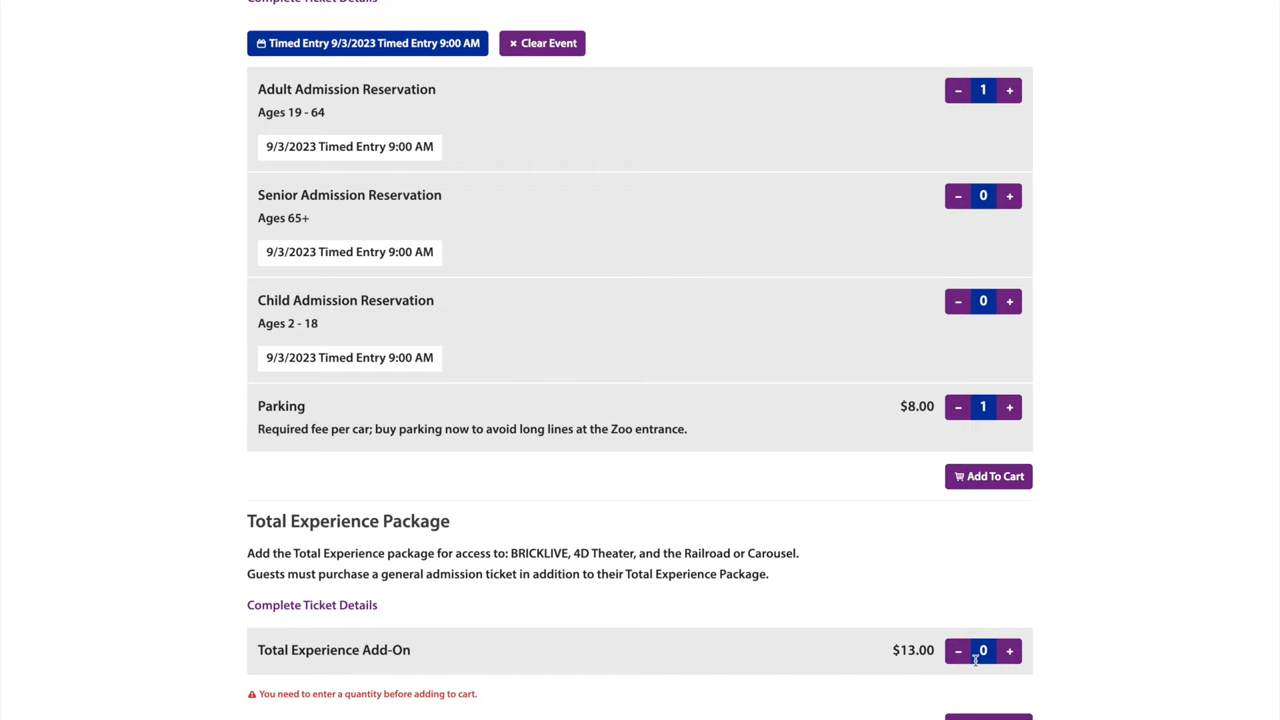 Complete Ticket Details
Timed Entry 9/3/2023 Timed Entry 9:00 AM
× Clear Event
Adult Admission Reservation
– 1 +
Ages 19 - 64
9/3/2023 Timed Entry 9:00 AM
Senior Admission Reservation
– 0 +
Ages 65+
9/3/2023 Timed Entry 9:00 AM
Child Admission Reservation
– 0 +
Ages 2 - 18
9/3/2023 Timed Entry 9:00 AM
Parking
$8.00
– 1 +
Required fee per car; buy parking now to avoid long lines at the Zoo entrance.
Add To Cart
Total Experience Package
Add the Total Experience package for access to: BRICKLIVE, 4D Theater, and the Railroad or Carousel.
Guests must purchase a general admission ticket in addition to their Total Experience Package.
Complete Ticket Details
Total Experience Add-On
$13.00
– 0 +
You need to enter a quantity before adding to cart.